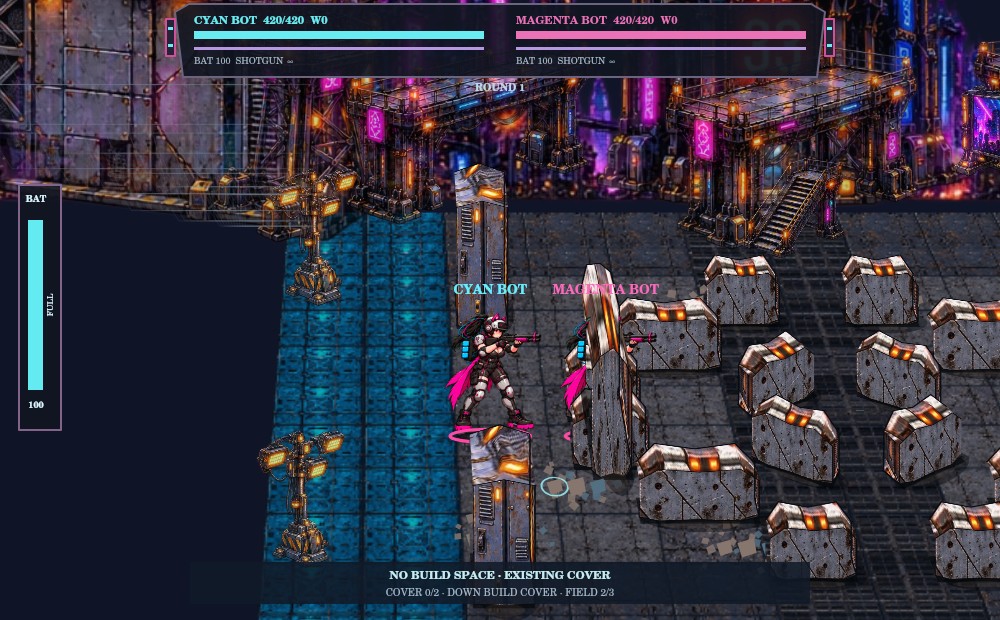 CYAN BOT 420/420 W0
MAGENTA BOT 420/420 W0
BAT 100 SHOTGUN ∞
BAT 100 SHOTGUN ∞
ROUND 1
BAT
FULL
100
CYAN BOT
MAGENTA BOT
NO BUILD SPACE · EXISTING COVER
COVER 0/2 · DOWN BUILD COVER · FIELD 2/3